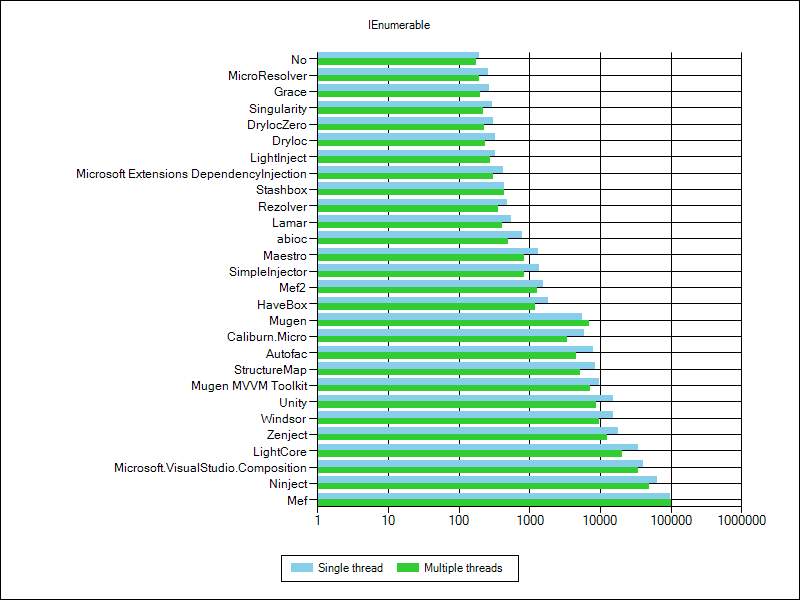 IEnumerable
No
MicroResolver
Grace
Singularity
DryIocZero
DryIoc
LightInject
Microsoft Extensions DependencyInjection
Stashbox
Rezolver
Lamar
abioc
Maestro
SimpleInjector
Mef2
HaveBox
Mugen
Caliburn.Micro
Autofac
StructureMap
Mugen MVVM Toolkit
Unity
Windsor
Zenject
LightCore
Microsoft.VisualStudio.Composition
Ninject
Mef
1 10 100 1000 10000 100000 1000000
Single thread Multiple threads